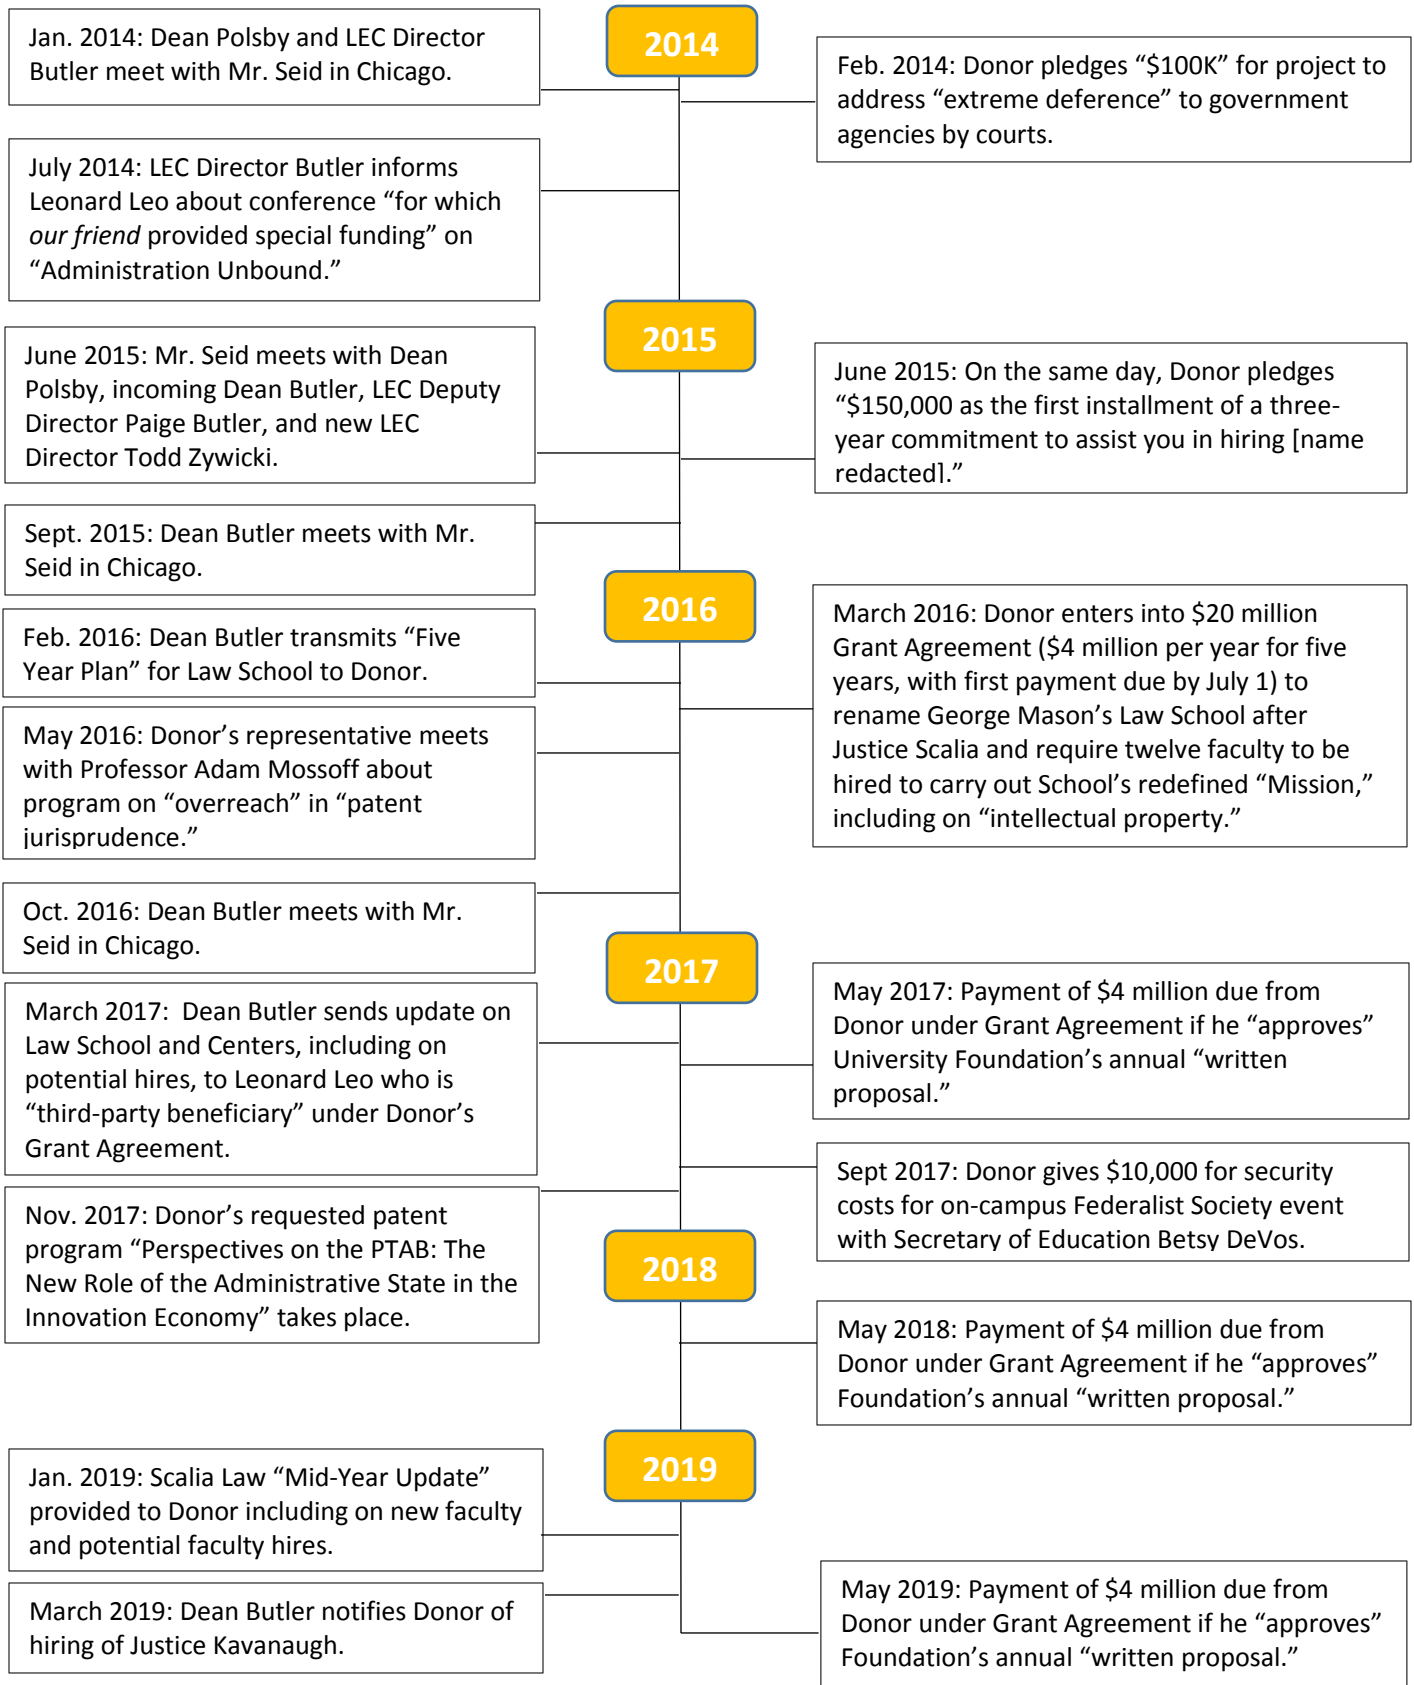 2014
Jan. 2014: Dean Polsby and LEC Director
Butler meet with Mr. Seid in Chicago.
Feb. 2014: Donor pledges “$100K” for project to
address “extreme deference” to government
agencies by courts.
July 2014: LEC Director Butler informs
Leonard Leo about conference “for which
our friend provided special funding” on
“Administration Unbound.”
2015
June 2015: Mr. Seid meets with Dean
Polsby, incoming Dean Butler, LEC Deputy
Director Paige Butler, and new LEC
Director Todd Zywicki.
June 2015: On the same day, Donor pledges
“$150,000 as the first installment of a three-
year commitment to assist you in hiring [name
redacted].”
Sept. 2015: Dean Butler meets with Mr.
Seid in Chicago.
2016
Feb. 2016: Dean Butler transmits “Five
Year Plan” for Law School to Donor.
March 2016: Donor enters into $20 million
Grant Agreement ($4 million per year for five
years, with first payment due by July 1) to
rename George Mason’s Law School after
Justice Scalia and require twelve faculty to be
hired to carry out School’s redefined “Mission,”
including on “intellectual property.”
May 2016: Donor’s representative meets
with Professor Adam Mossoff about
program on “overreach” in “patent
jurisprudence.”
Oct. 2016: Dean Butler meets with Mr.
Seid in Chicago.
2017
March 2017:  Dean Butler sends update on
Law School and Centers, including on
potential hires, to Leonard Leo who is
“third-party beneficiary” under Donor’s
Grant Agreement.
May 2017: Payment of $4 million due from
Donor under Grant Agreement if he “approves”
University Foundation’s annual “written
proposal.”
Sept 2017: Donor gives $10,000 for security
costs for on-campus Federalist Society event
with Secretary of Education Betsy DeVos.
Nov. 2017: Donor’s requested patent
program “Perspectives on the PTAB: The
New Role of the Administrative State in the
Innovation Economy” takes place.
2018
May 2018: Payment of $4 million due from
Donor under Grant Agreement if he “approves”
Foundation’s annual “written proposal.”
2019
Jan. 2019: Scalia Law “Mid-Year Update”
provided to Donor including on new faculty
and potential faculty hires.
March 2019: Dean Butler notifies Donor of
hiring of Justice Kavanaugh.
May 2019: Payment of $4 million due from
Donor under Grant Agreement if he “approves”
Foundation’s annual “written proposal.”